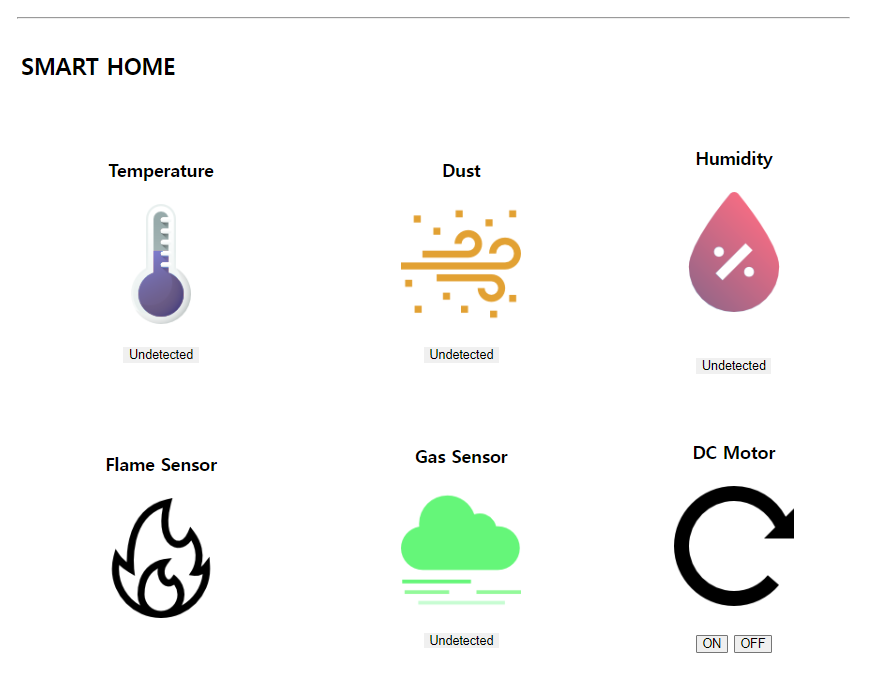 SMART HOME
Temperature
Dust
Humidity
%
Undetected
Undetected
Undetected
Flame Sensor
Gas Sensor
DC Motor
Undetected
ON OFF